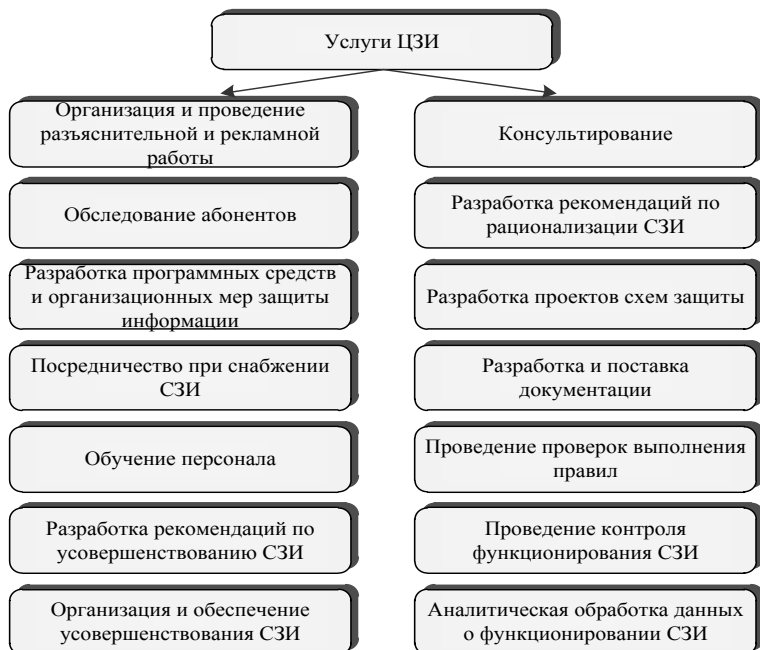 Услуги ЦЗИ
Организация и проведение
разъяснительной и рекламной
работы
Обследование абонентов
Разработка программных средств
и организационных мер защиты
информации
Посредничество при снабжении
СЗИ
Обучение персонала
Разработка рекомендаций по
усовершенствованию СЗИ
Организация и обеспечение
усовершенствования СЗИ
Консультирование
Разработка рекомендаций по
рационализации СЗИ
Разработка проектов схем защиты
Разработка и поставка
документации
Проведение проверок выполнения
правил
Проведение контроля
функционирования СЗИ
Аналитическая обработка данных
о функционировании СЗИ